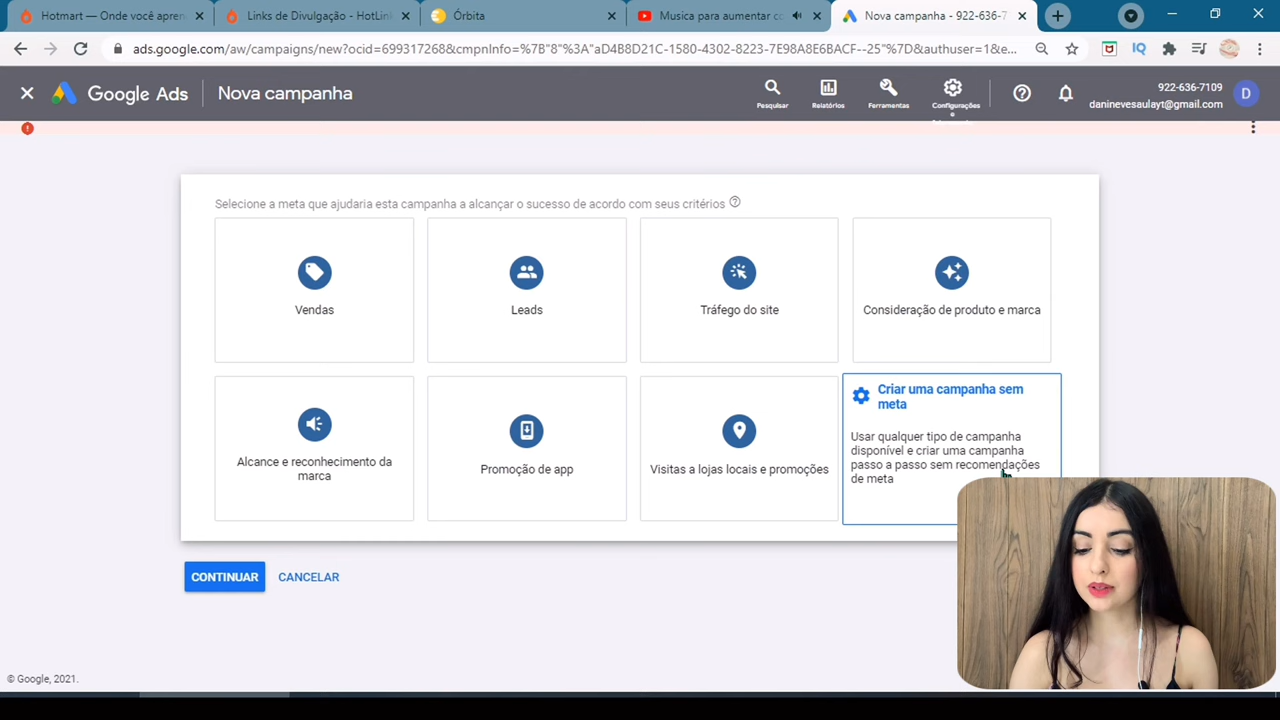 Hotmart — Onde você apren
Links de Divulgação - HotLink
Órbita
Musica para aumentar co
Nova campanha - 922-636-7
ads.google.com/aw/campaigns/new?ocid=699317268&cmpnInfo=%7B"8"%3A"aD4B8D21C-1580-4302-8223-7E98A8E6BACF--25"%7D&authuser=1&e...
IQ
Google Ads
Nova campanha
Pesquisar
Relatórios
Ferramentas
Configurações
922-636-7109
daninevesaulayt@gmail.com
D
Selecione a meta que ajudaria esta campanha a alcançar o sucesso de acordo com seus critérios
Vendas
Leads
Tráfego do site
Consideração de produto e marca
Alcance e reconhecimento da
marca
Promoção de app
Visitas a lojas locais e promoções
Criar uma campanha sem
meta
Usar qualquer tipo de campanha
disponível e criar uma campanha
passo a passo sem recomendações
de meta
CONTINUAR
CANCELAR
© Google, 2021.